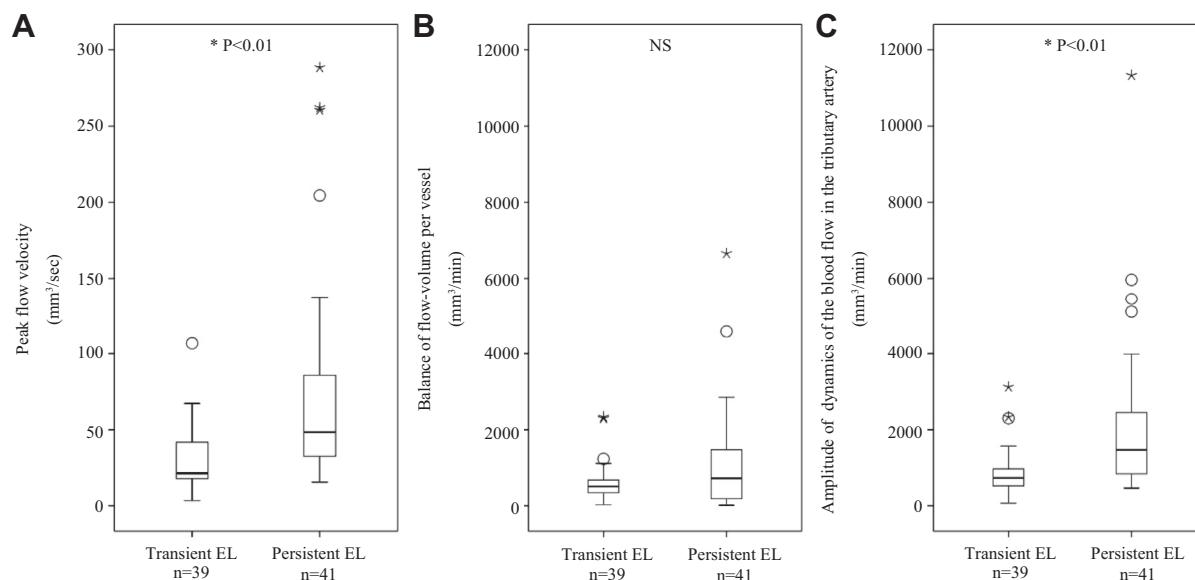 A
* P<0.01
Peak flow velocity
(mm³/sec)
300
250
200
150
100
50
0
Transient EL
n=39
Persistent EL
n=41
B
NS
Balance of flow-volume per vessel
(mm³/min)
12000
10000
8000
6000
4000
2000
0
Transient EL
n=39
Persistent EL
n=41
C
* P<0.01
Amplitude of dynamics of the blood flow in the tributary artery
(mm³/min)
12000
10000
8000
6000
4000
2000
0
Transient EL
n=39
Persistent EL
n=41